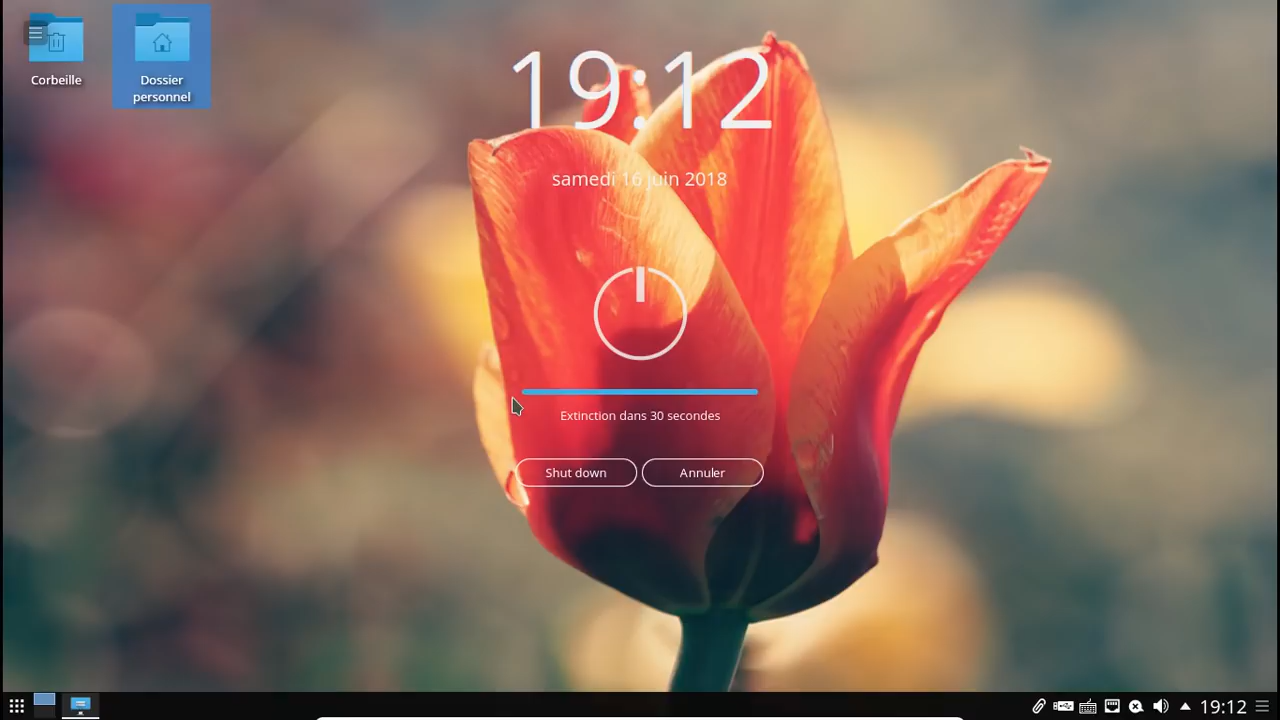 Corbeille
Dossier
personnel
19:12
samedi 16 juin 2018
Extinction dans 30 secondes
Shut down
Annuler
19:12